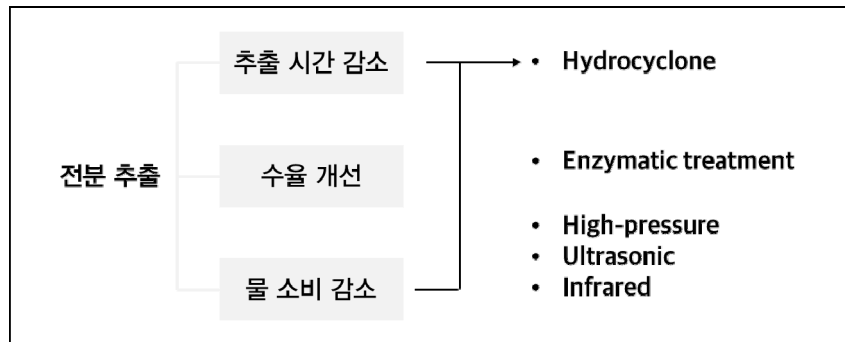 추출 시간 감소
• Hydrocyclone
전분 추출
수율 개선
• Enzymatic treatment
물 소비 감소
• High-pressure
• Ultrasonic
• Infrared